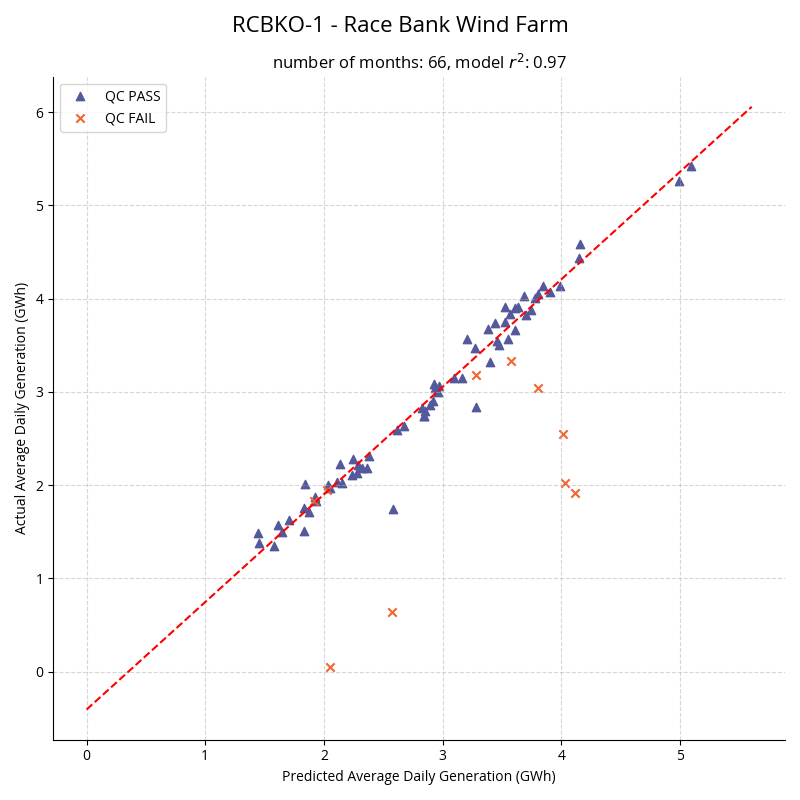 RCBKO-1 - Race Bank Wind Farm
number of months: 66, model r²: 0.97
QC PASS
QC FAIL
6
5
4
3
2
1
0
Actual Average Daily Generation (GWh)
0 1 2 3 4 5
Predicted Average Daily Generation (GWh)